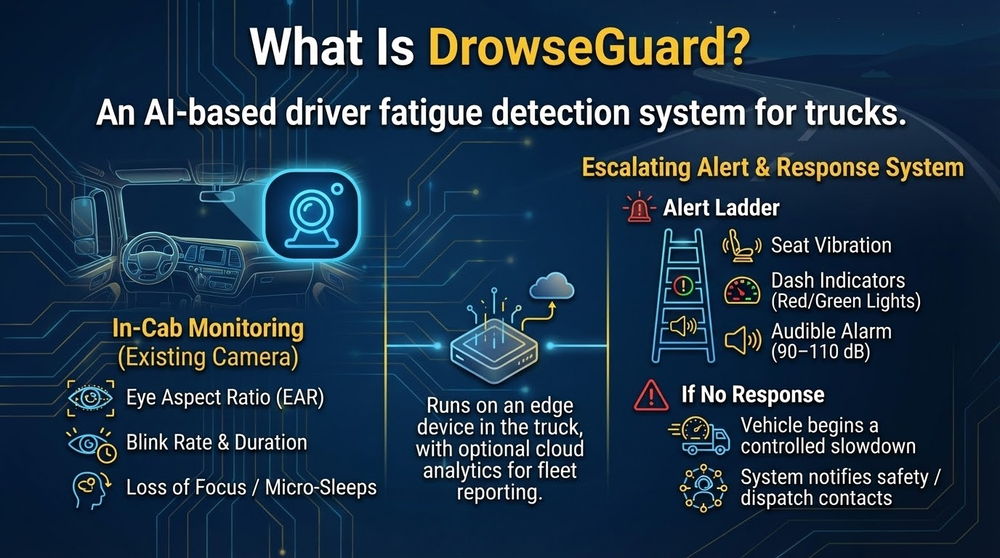 What Is DrowseGuard?
An AI-based driver fatigue detection system for trucks.
In-Cab Monitoring
(Existing Camera)
Eye Aspect Ratio (EAR)
Blink Rate & Duration
Loss of Focus / Micro-Sleeps
Runs on an edge
device in the truck,
with optional cloud
analytics for fleet
reporting.
Escalating Alert & Response System
Alert Ladder
Seat Vibration
Dash Indicators
(Red/Green Lights)
Audible Alarm
(90–110 dB)
If No Response
Vehicle begins a
controlled slowdown
System notifies safety /
dispatch contacts